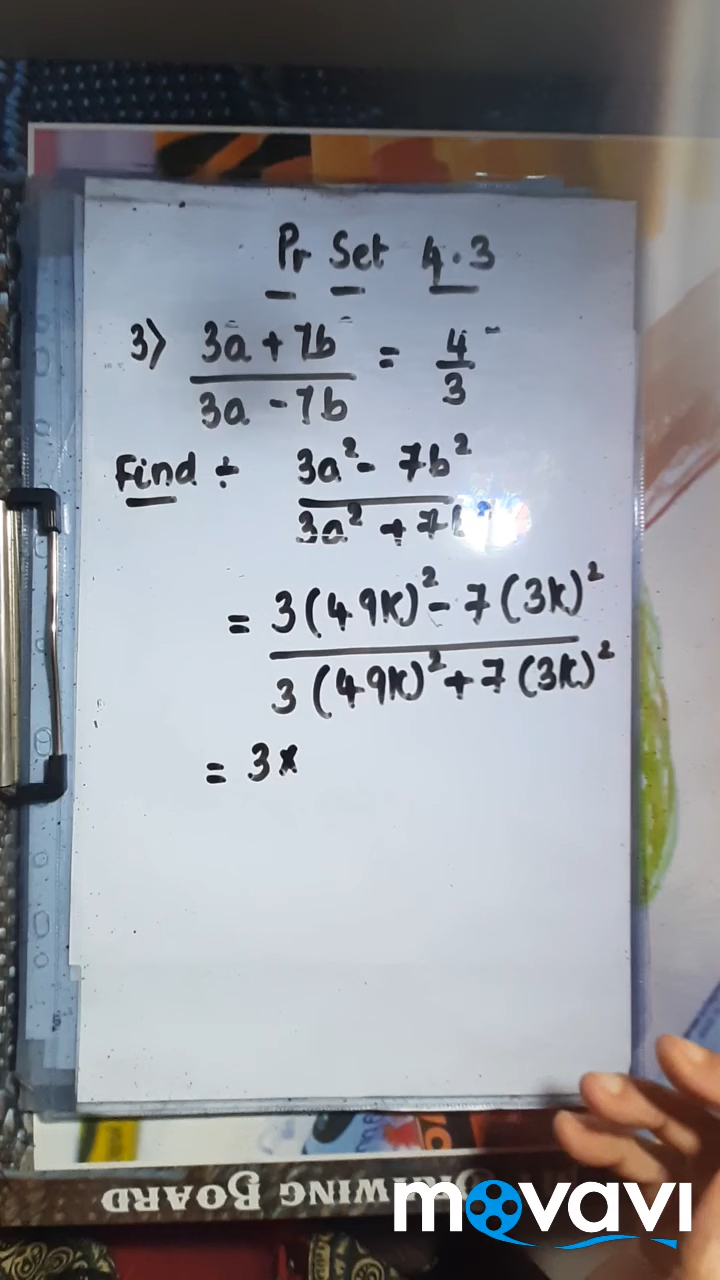 Pr Set 4.3
3) 3a + 7b / 3a - 7b = 4/3
Find ÷ 3a² - 7b² / 3a² + 7
= 3(49k)² - 7(3k)² / 3(49k)² + 7(3k)²
= 3×
DRAWING BOARD
movavi